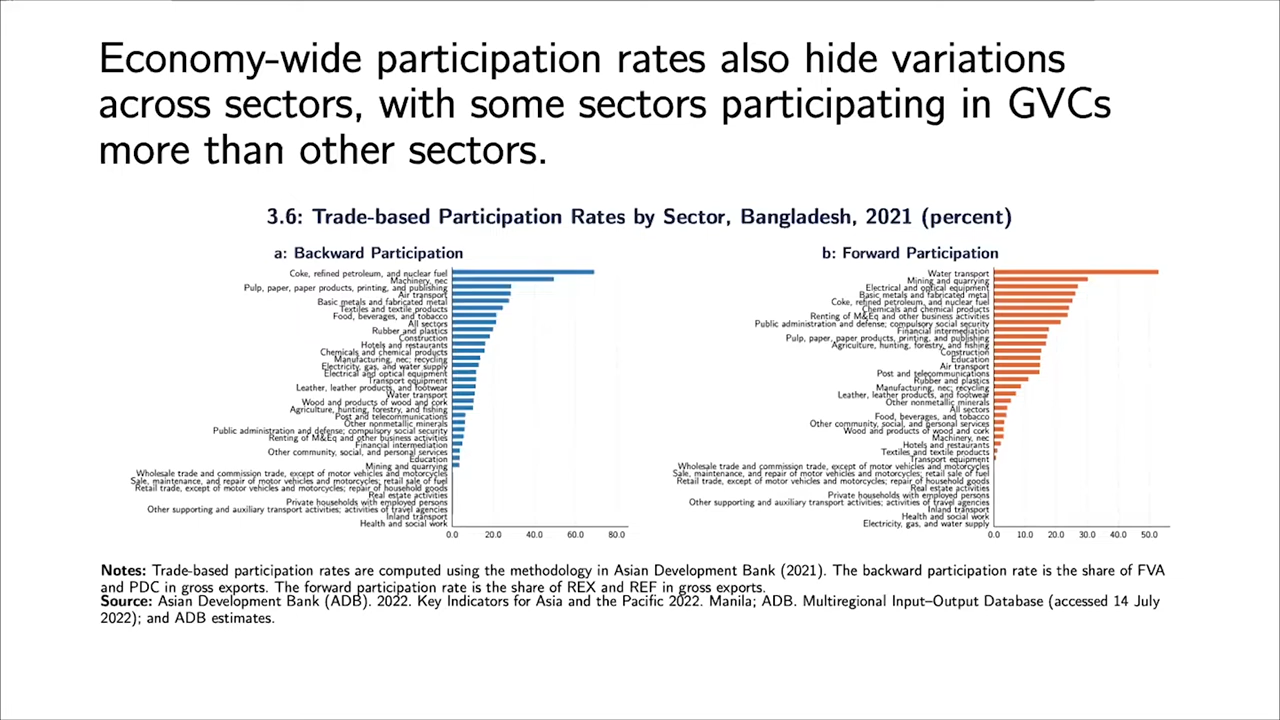 Economy-wide participation rates also hide variations
across sectors, with some sectors participating in GVCs
more than other sectors.
3.6: Trade-based Participation Rates by Sector, Bangladesh, 2021 (percent)
a: Backward Participation
Coke, refined petroleum, and nuclear fuel
Machinery, nec
Pulp, paper, paper products, printing, and publishing
Air transport
Basic metals and fabricated metal
Textiles and textile products
Food, beverages, and tobacco
All sectors
Rubber and plastics
Construction
Hotels and restaurants
Chemicals and chemical products
Manufacturing, nec; recycling
Electricity, gas, and water supply
Electrical and optical equipment
Transport equipment
Leather, leather products, and footwear
Water transport
Wood and products of wood and cork
Agriculture, hunting, forestry, and fishing
Post and telecommunications
Other nonmetallic minerals
Public administration and defense; compulsory social security
Renting of M&Eq and other business activities
Financial intermediation
Other community, social, and personal services
Education
Mining and quarrying
Wholesale trade and commission trade, except of motor vehicles and motorcycles
Sale, maintenance, and repair of motor vehicles and motorcycles; retail sale of fuel
Retail trade, except of motor vehicles and motorcycles; repair of household goods
Real estate activities
Private households with employed persons
Other supporting and auxiliary transport activities; activities of travel agencies
Inland transport
Health and social work
0.0 20.0 40.0 60.0 80.0
b: Forward Participation
Water transport
Mining and quarrying
Electrical and optical equipment
Basic metals and fabricated metal
Coke, refined petroleum, and nuclear fuel
Chemicals and chemical products
Renting of M&Eq and other business activities
Public administration and defense; compulsory social security
Financial intermediation
Pulp, paper, paper products, printing, and publishing
Agriculture, hunting, forestry, and fishing
Construction
Education
Air transport
Post and telecommunications
Rubber and plastics
Manufacturing, nec; recycling
Leather, leather products, and footwear
Other nonmetallic minerals
All sectors
Food, beverages, and tobacco
Other community, social, and personal services
Wood and products of wood and cork
Machinery, nec
Hotels and restaurants
Textiles and textile products
Transport equipment
Wholesale trade and commission trade, except of motor vehicles and motorcycles
Sale, maintenance, and repair of motor vehicles and motorcycles; retail sale of fuel
Retail trade, except of motor vehicles and motorcycles; repair of household goods
Real estate activities
Private households with employed persons
Other supporting and auxiliary transport activities; activities of travel agencies
Inland transport
Health and social work
Electricity, gas, and water supply
0.0 10.0 20.0 30.0 40.0 50.0
Notes: Trade-based participation rates are computed using the methodology in Asian Development Bank (2021). The backward participation rate is the share of FVA
and PDC in gross exports. The forward participation rate is the share of REX and REF in gross exports.
Source: Asian Development Bank (ADB). 2022. Key Indicators for Asia and the Pacific 2022. Manila; ADB. Multiregional Input–Output Database (accessed 14 July
2022); and ADB estimates.